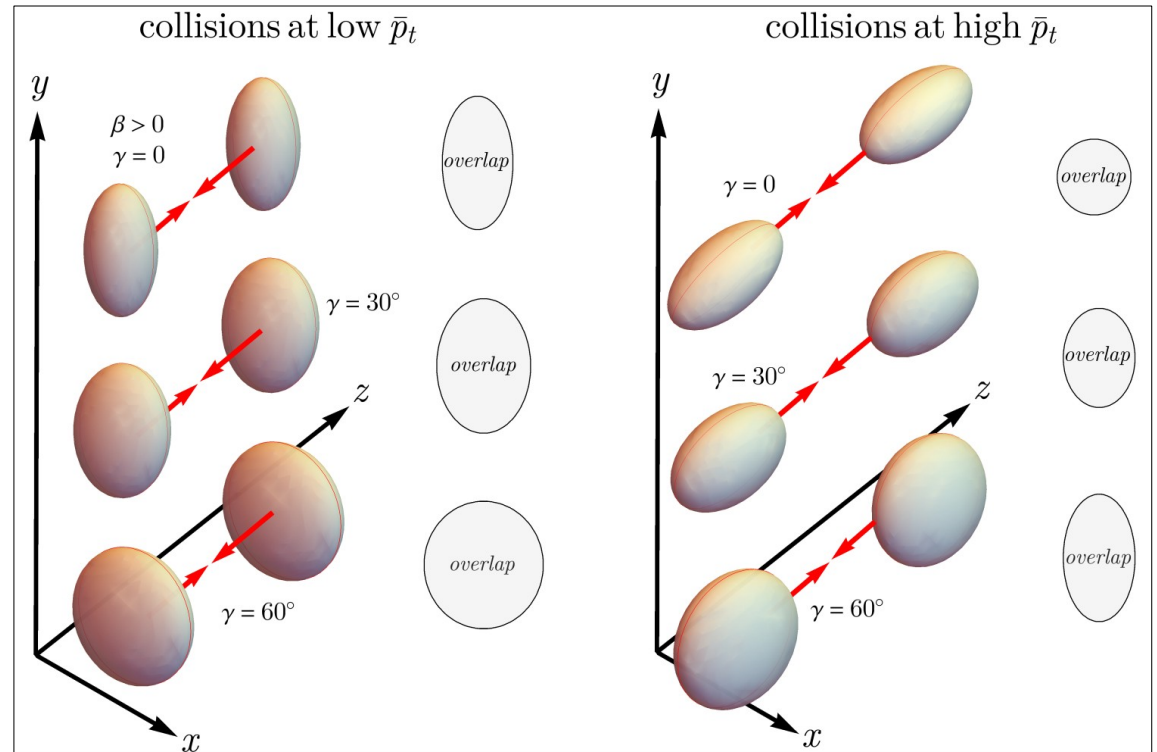 collisions at low p̄ₜ
y
β > 0
γ = 0
overlap
γ = 30°
overlap
z
overlap
γ = 60°
x
collisions at high p̄ₜ
y
overlap
γ = 0
γ = 30°
overlap
z
overlap
γ = 60°
x